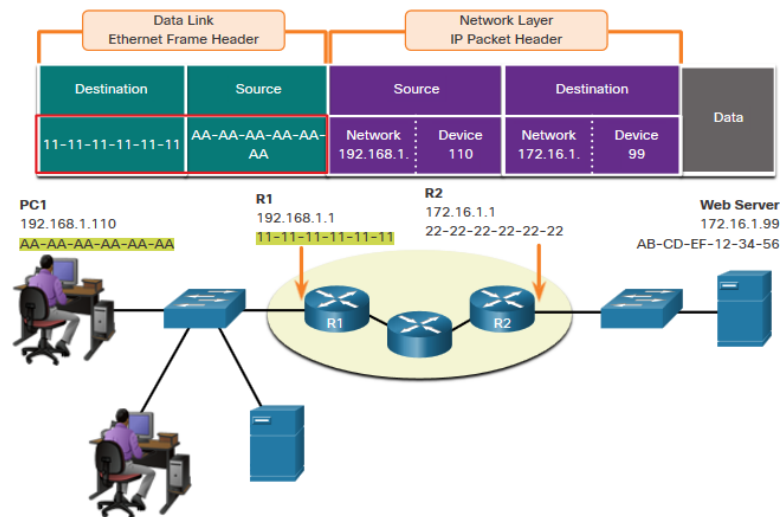 Data Link
Ethernet Frame Header
Network Layer
IP Packet Header
Destination
Source
Source
Destination
Data
11-11-11-11-11-11
AA-AA-AA-AA-AA-
AA
Network
192.168.1.
Device
110
Network
172.16.1.
Device
99
PC1
192.168.1.110
AA-AA-AA-AA-AA-AA
R1
192.168.1.1
11-11-11-11-11-11
R2
172.16.1.1
22-22-22-22-22-22
Web Server
172.16.1.99
AB-CD-EF-12-34-56
R1
R2